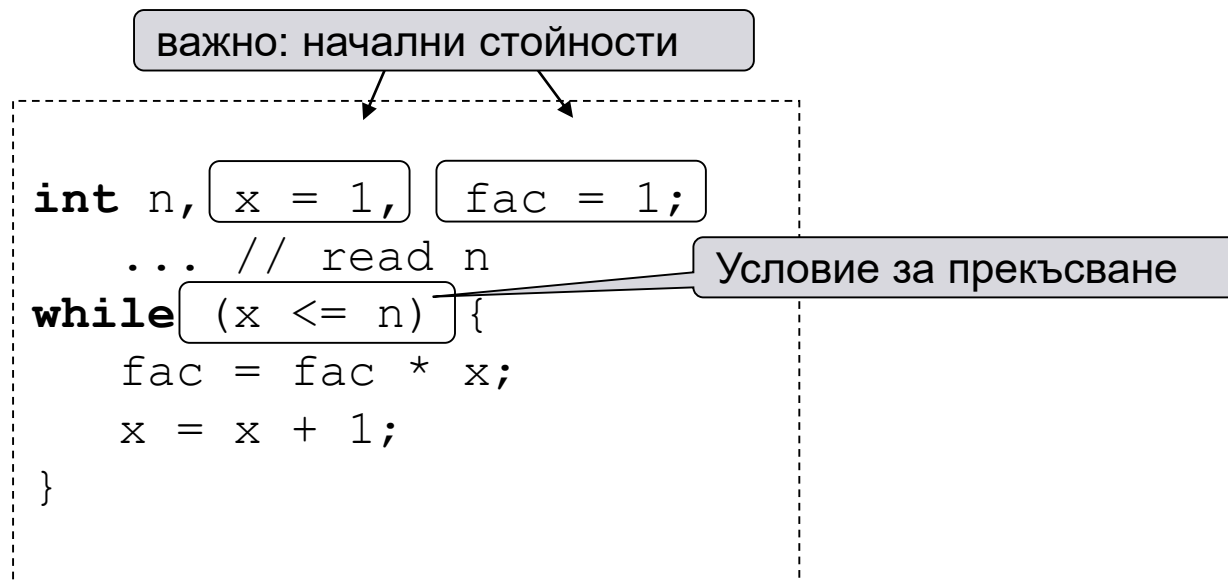 важно: начални стойности
int n, x = 1, fac = 1;
... // read n
Условие за прекъсване
while (x <= n) {
fac = fac * x;
x = x + 1;
}